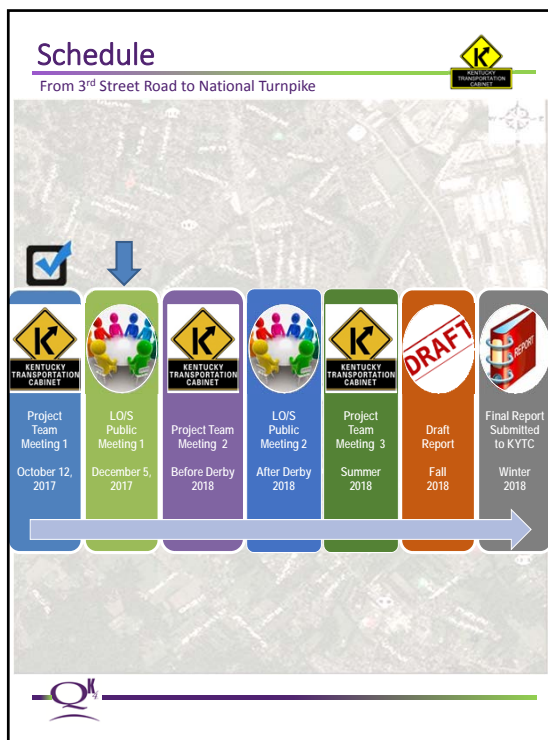 Schedule
From 3rd Street Road to National Turnpike
K
KENTUCKY
TRANSPORTATION
CABINET
K
KENTUCKY
TRANSPORTATION
CABINET
Project
Team
Meeting 1
October 12,
2017
LO/S
Public
Meeting 1
December 5,
2017
K
KENTUCKY
TRANSPORTATION
CABINET
Project Team
Meeting 2
Before Derby
2018
LO/S
Public
Meeting 2
After Derby
2018
K
KENTUCKY
TRANSPORTATION
CABINET
Project
Team
Meeting 3
Summer
2018
DRAFT
Draft
Report
Fall
2018
REPORT
Final Report
Submitted
to KYTC
Winter
2018
QKy